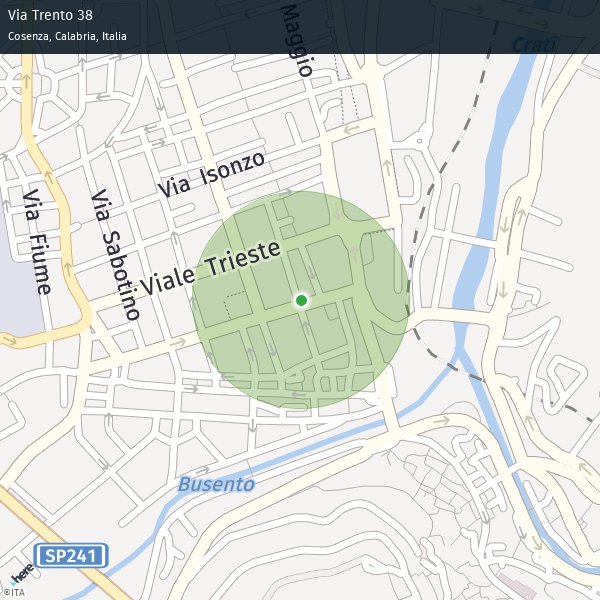 Via Trento 38
Cosenza, Calabria, Italia
Maggio
Crati
Via Isonzo
Via Fiume
Via Sabotino
Viale Trieste
Busento
SP241
here
©ITA